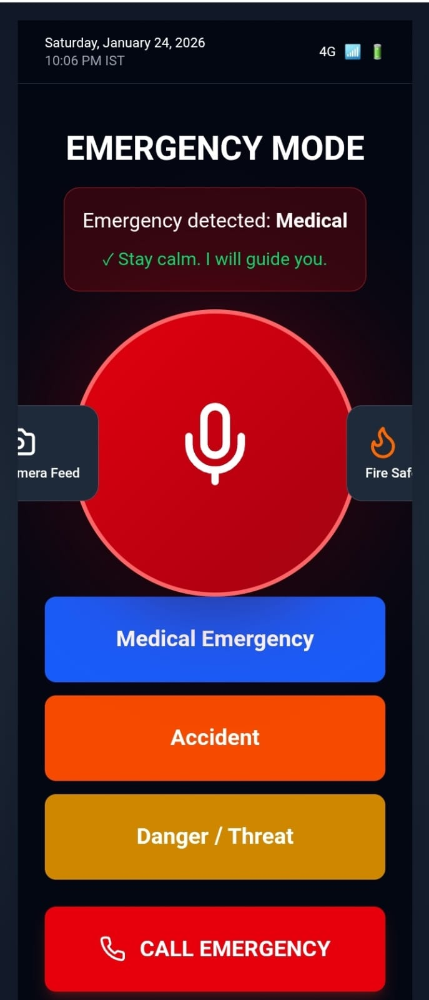 Saturday, January 24, 2026
10:06 PM IST
4G
EMERGENCY MODE
Emergency detected: Medical
✓ Stay calm. I will guide you.
mera Feed
Fire Saf
Medical Emergency
Accident
Danger / Threat
CALL EMERGENCY